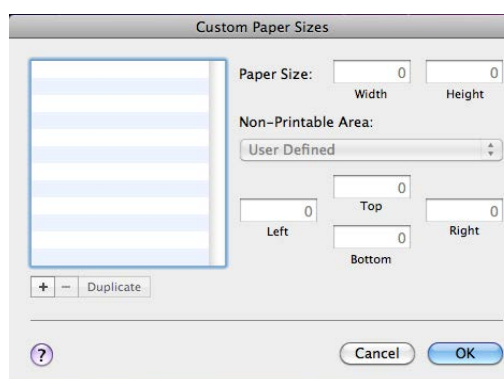 Custom Paper Sizes
Paper Size: 0 0
Width Height
Non-Printable Area:
User Defined
0
Top
0 0
Left Right
0
Bottom
+ − Duplicate
? Cancel OK